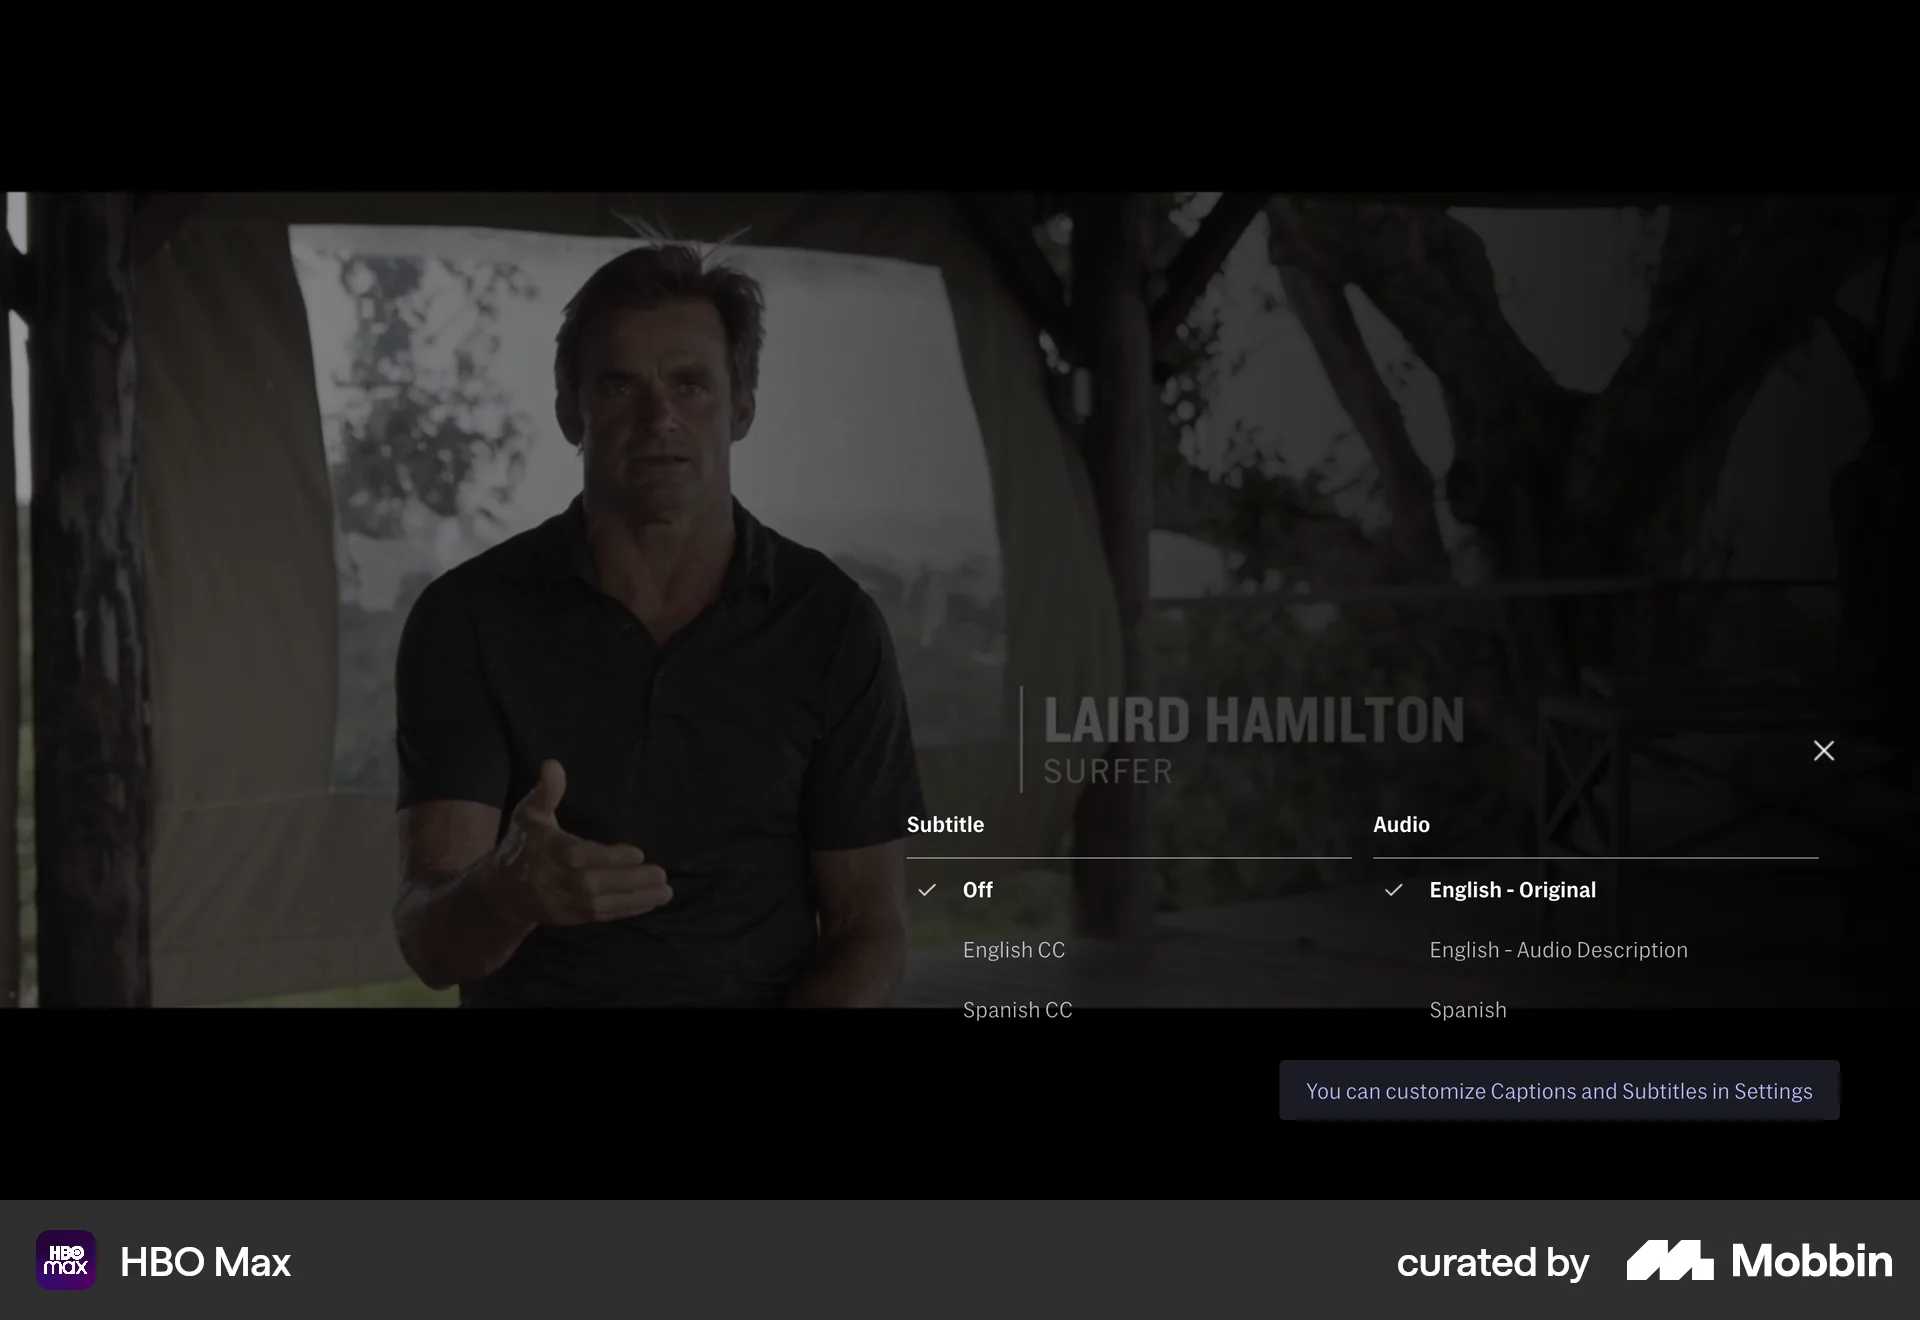 LAIRD HAMILTON
SURFER
Subtitle
Off
English CC
Spanish CC
Audio
English - Original
English - Audio Description
Spanish
You can customize Captions and Subtitles in Settings
HBO max
HBO Max
curated by Mobbin